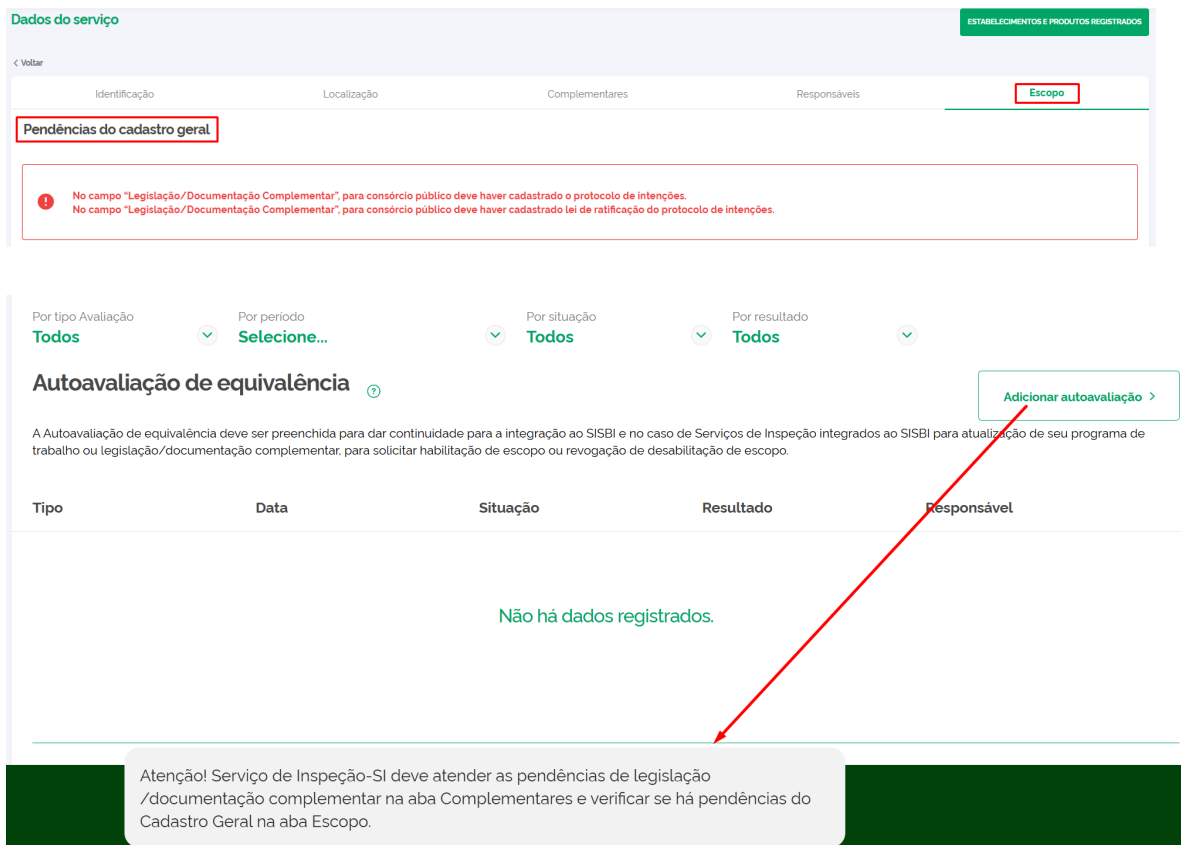 Dados do serviço
ESTABELECIMENTOS E PRODUTOS REGISTRADOS
< Voltar
Identificação
Localização
Complementares
Responsáveis
Escopo
Pendências do cadastro geral
No campo “Legislação/Documentação Complementar”, para consórcio público deve haver cadastrado o protocolo de intenções.
No campo “Legislação/Documentação Complementar”, para consórcio público deve haver cadastrado lei de ratificação do protocolo de intenções.
Por tipo Avaliação
Por período
Por situação
Por resultado
Todos
Selecione...
Todos
Todos
Autoavaliação de equivalência
Adicionar autoavaliação >
A Autoavaliação de equivalência deve ser preenchida para dar continuidade para a integração ao SISBI e no caso de Serviços de Inspeção integrados ao SISBI para atualização de seu programa de
trabalho ou legislação/documentação complementar, para solicitar habilitação de escopo ou revogação de desabilitação de escopo.
Tipo
Data
Situação
Resultado
Responsável
Não há dados registrados.
Atenção! Serviço de Inspeção-SI deve atender as pendências de legislação
/documentação complementar na aba Complementares e verificar se há pendências do
Cadastro Geral na aba Escopo.